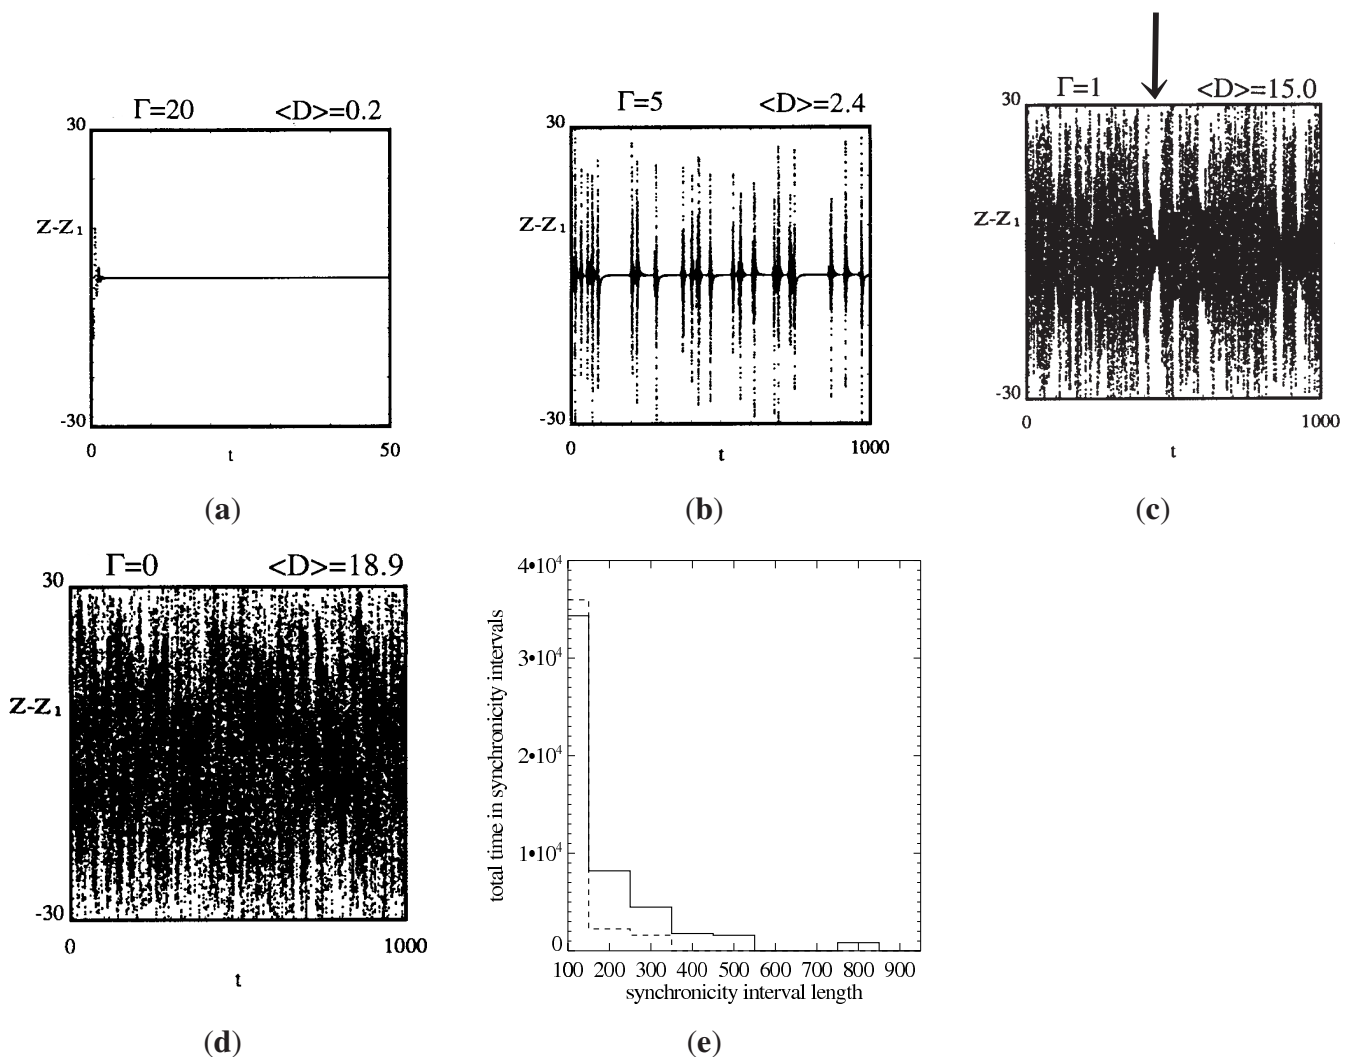 Γ=20 <D>=0.2
30
Z-Z₁
-30
0 50
t
(a)
Γ=5 <D>=2.4
30
Z-Z₁
-30
0 1000
t
(b)
Γ=1 <D>=15.0
30
Z-Z₁
-30
0 1000
t
(c)
Γ=0 <D>=18.9
30
Z-Z₁
-30
0 1000
t
(d)
4•10⁴
3•10⁴
2•10⁴
1•10⁴
0
total time in synchronicity intervals
100 200 300 400 500 600 700 800 900
synchronicity interval length
(e)